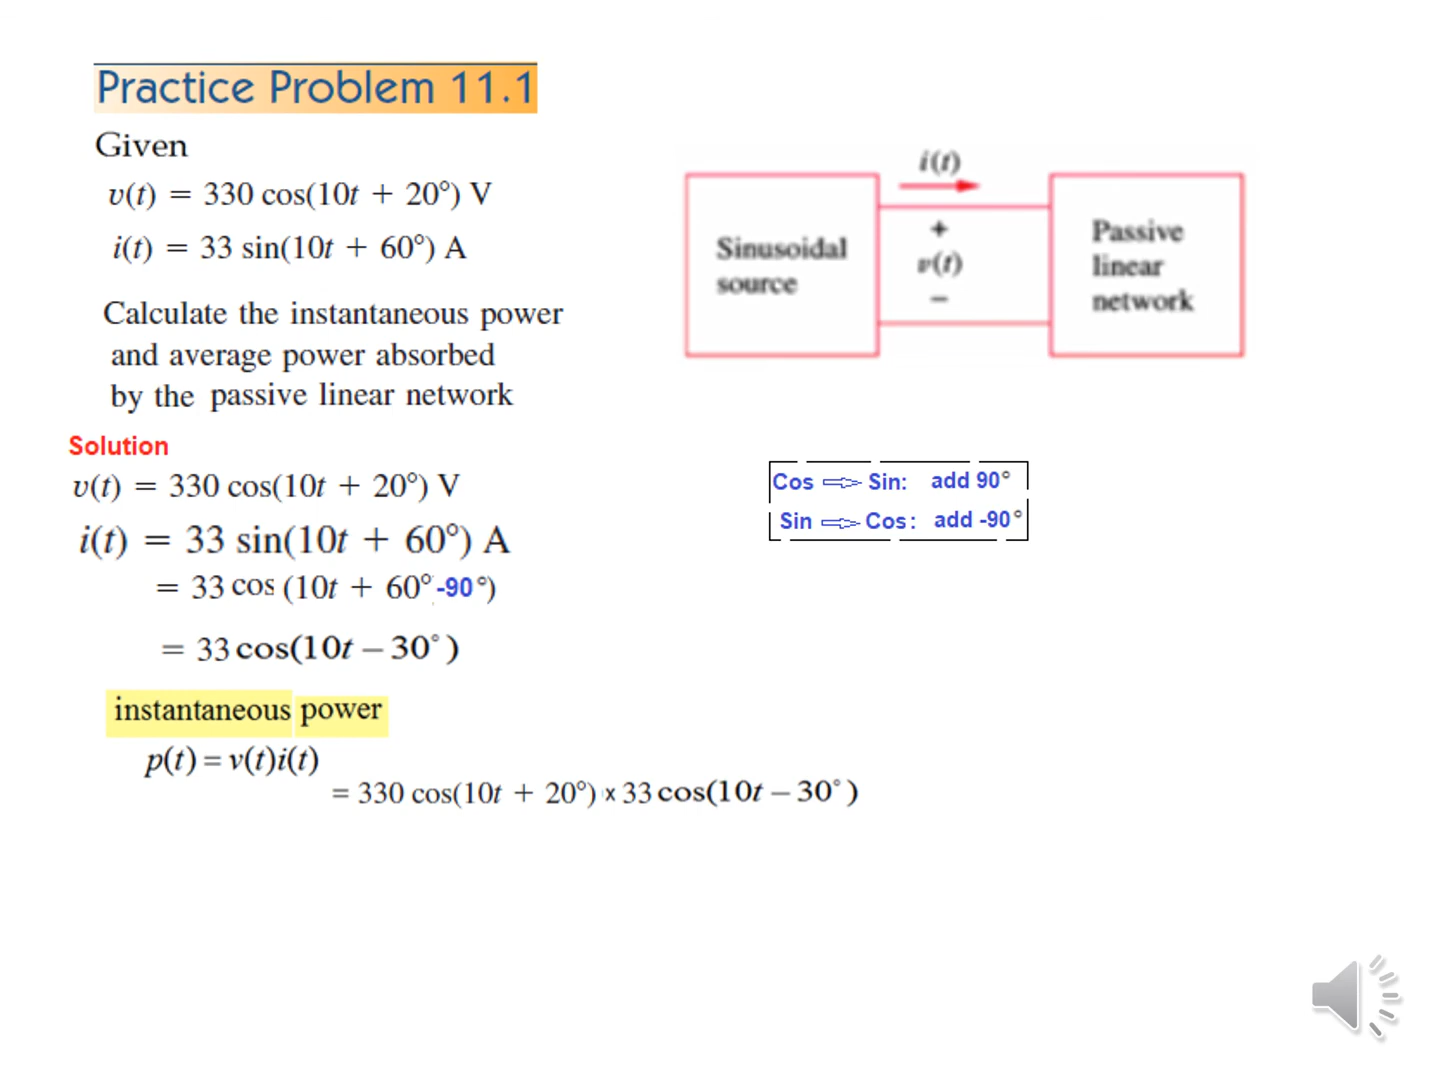 Practice Problem 11.1
Given
v(t) = 330 cos(10t + 20°) V
i(t) = 33 sin(10t + 60°) A
Calculate the instantaneous power
and average power absorbed
by the passive linear network
i(t)
+
v(t)
−
Sinusoidal
source
Passive
linear
network
Solution
v(t) = 330 cos(10t + 20°) V
i(t) = 33 sin(10t + 60°) A
= 33 cos (10t + 60° -90°)
= 33 cos(10t − 30°)
Cos ⇒ Sin: add 90°
Sin ⇒ Cos: add -90°
instantaneous power
p(t) = v(t)i(t)
= 330 cos(10t + 20°) x 33 cos(10t − 30°)